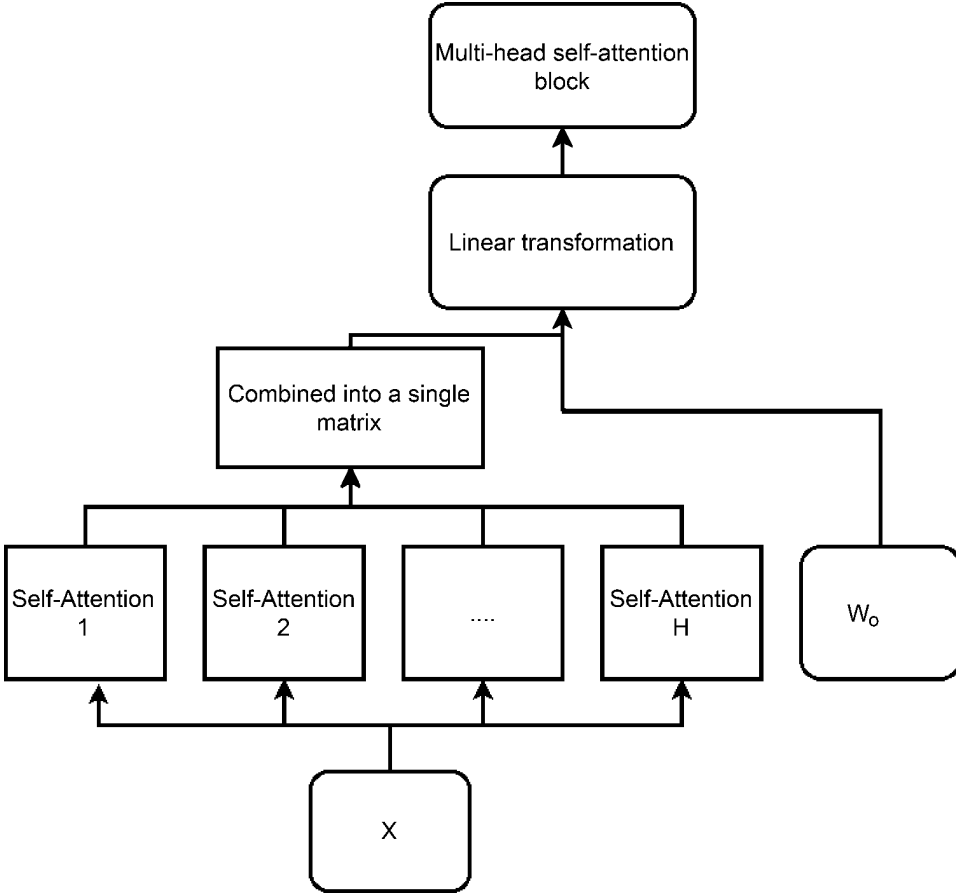 Multi-head self-attention
block
Linear transformation
Combined into a single
matrix
Self-Attention
1
Self-Attention
2
....
Self-Attention
H
Wo
X